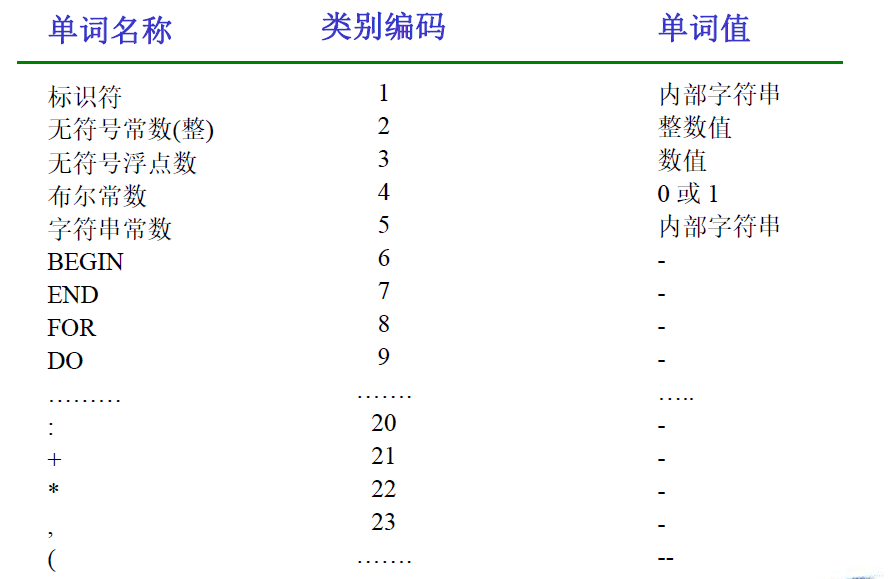 单词名称 类别编码 单词值
标识符 1 内部字符串
无符号常数(整) 2 整数值
无符号浮点数 3 数值
布尔常数 4 0 或 1
字符串常数 5 内部字符串
BEGIN 6 -
END 7 -
FOR 8 -
DO 9 -
……… ……. …..
: 20 -
+ 21 -
* 22 -
, 23 -
( ……. --